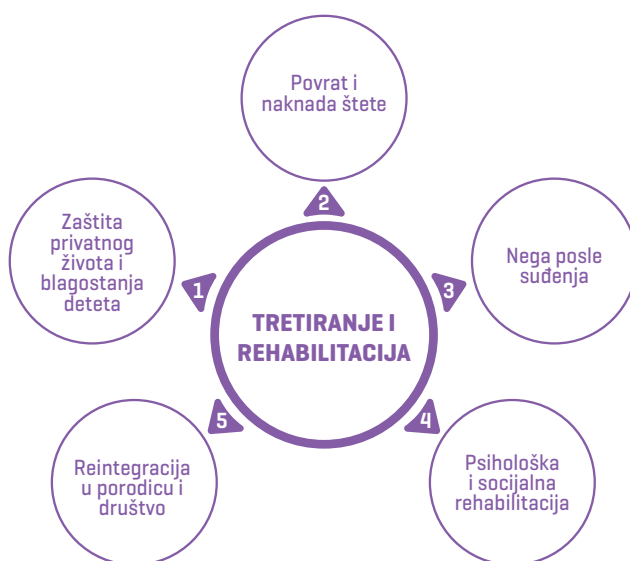 Povrat i
naknada štete
2
Zaštita
privatnog
života i
blagostanja
deteta
1
Nega posle
suđenja
3
TRETIRANJE I
REHABILITACIJA
5
4
Reintegracija
u porodicu i
društvo
Psihološka
i socijalna
rehabilitacija